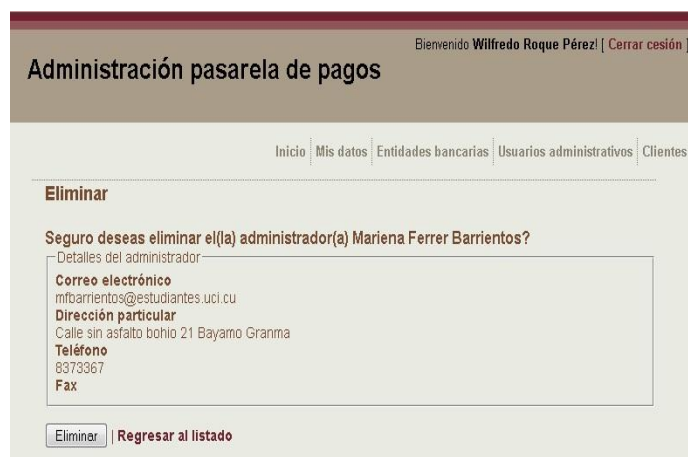 Bienvenido Wilfredo Roque Pérez! [ Cerrar cesión ]
Administración pasarela de pagos
Inicio Mis datos Entidades bancarias Usuarios administrativos Clientes
Eliminar
Seguro deseas eliminar el(la) administrador(a) Mariena Ferrer Barrientos?
Detalles del administrador
Correo electrónico
mfbarrientos@estudiantes.uci.cu
Dirección particular
Calle sin asfalto bohio 21 Bayamo Granma
Teléfono
8373367
Fax
Eliminar | Regresar al listado